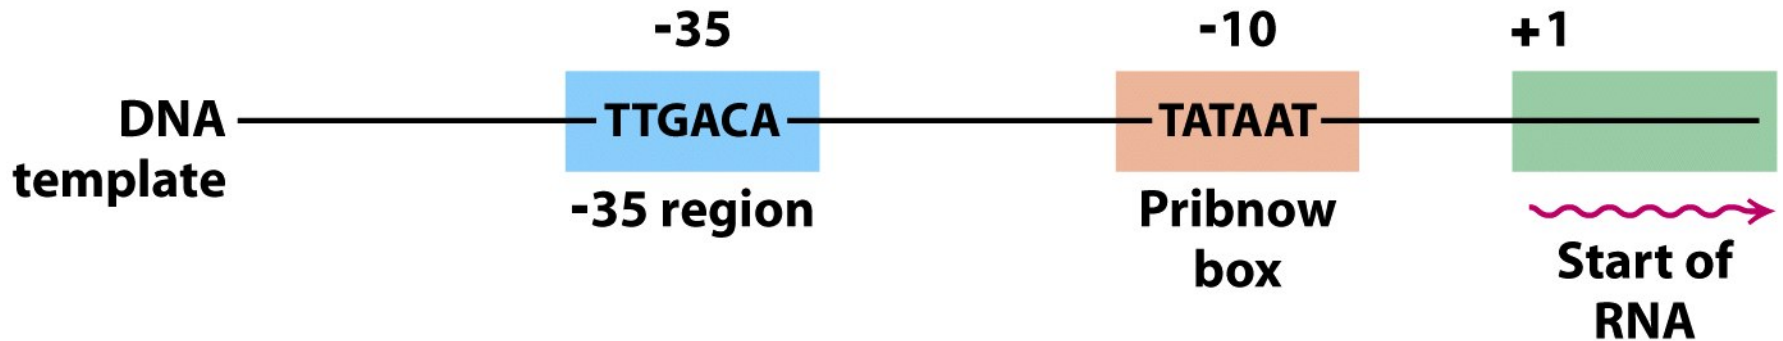 -35 -10 +1
DNA template
TTGACA TATAAT
-35 region
Pribnow box
Start of RNA